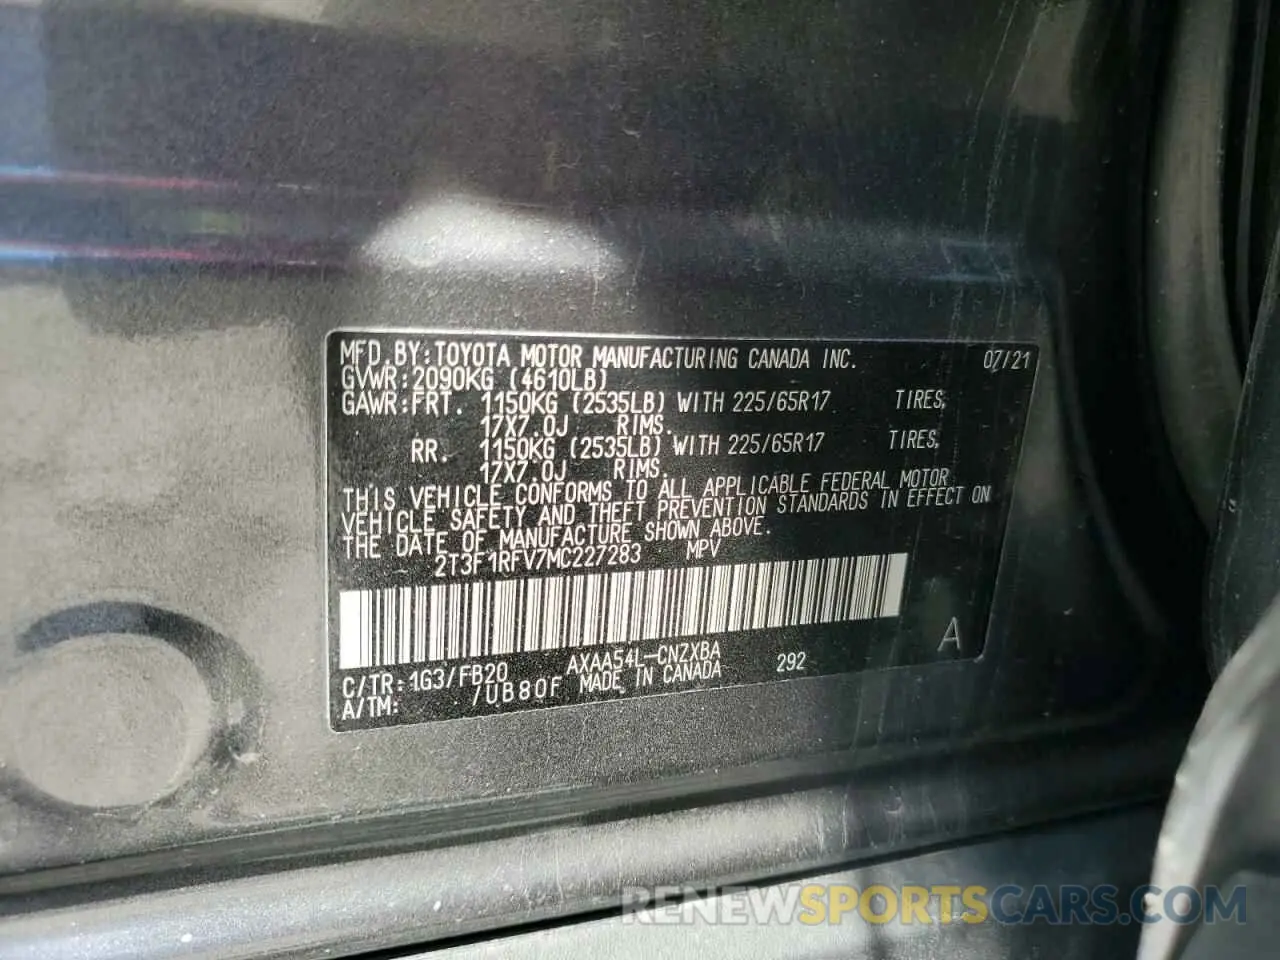 MFD.BY:TOYOTA MOTOR MANUFACTURING CANADA INC. 07/21
GVWR:2090KG (4610LB)
GAWR:FRT. 1150KG (2535LB) WITH 225/65R17 TIRES,
17X7.0J RIMS.
RR. 1150KG (2535LB) WITH 225/65R17 TIRES,
17X7.0J RIMS.
THIS VEHICLE CONFORMS TO ALL APPLICABLE FEDERAL MOTOR
VEHICLE SAFETY AND THEFT PREVENTION STANDARDS IN EFFECT ON
THE DATE OF MANUFACTURE SHOWN ABOVE.
2T3F1RFV7MC227283 MPV
A
C/TR:1G3/FB20 AXAA54L-CNZXBA 292
A/TM: /UB80F MADE IN CANADA
RENEWSPORTSCARS.COM